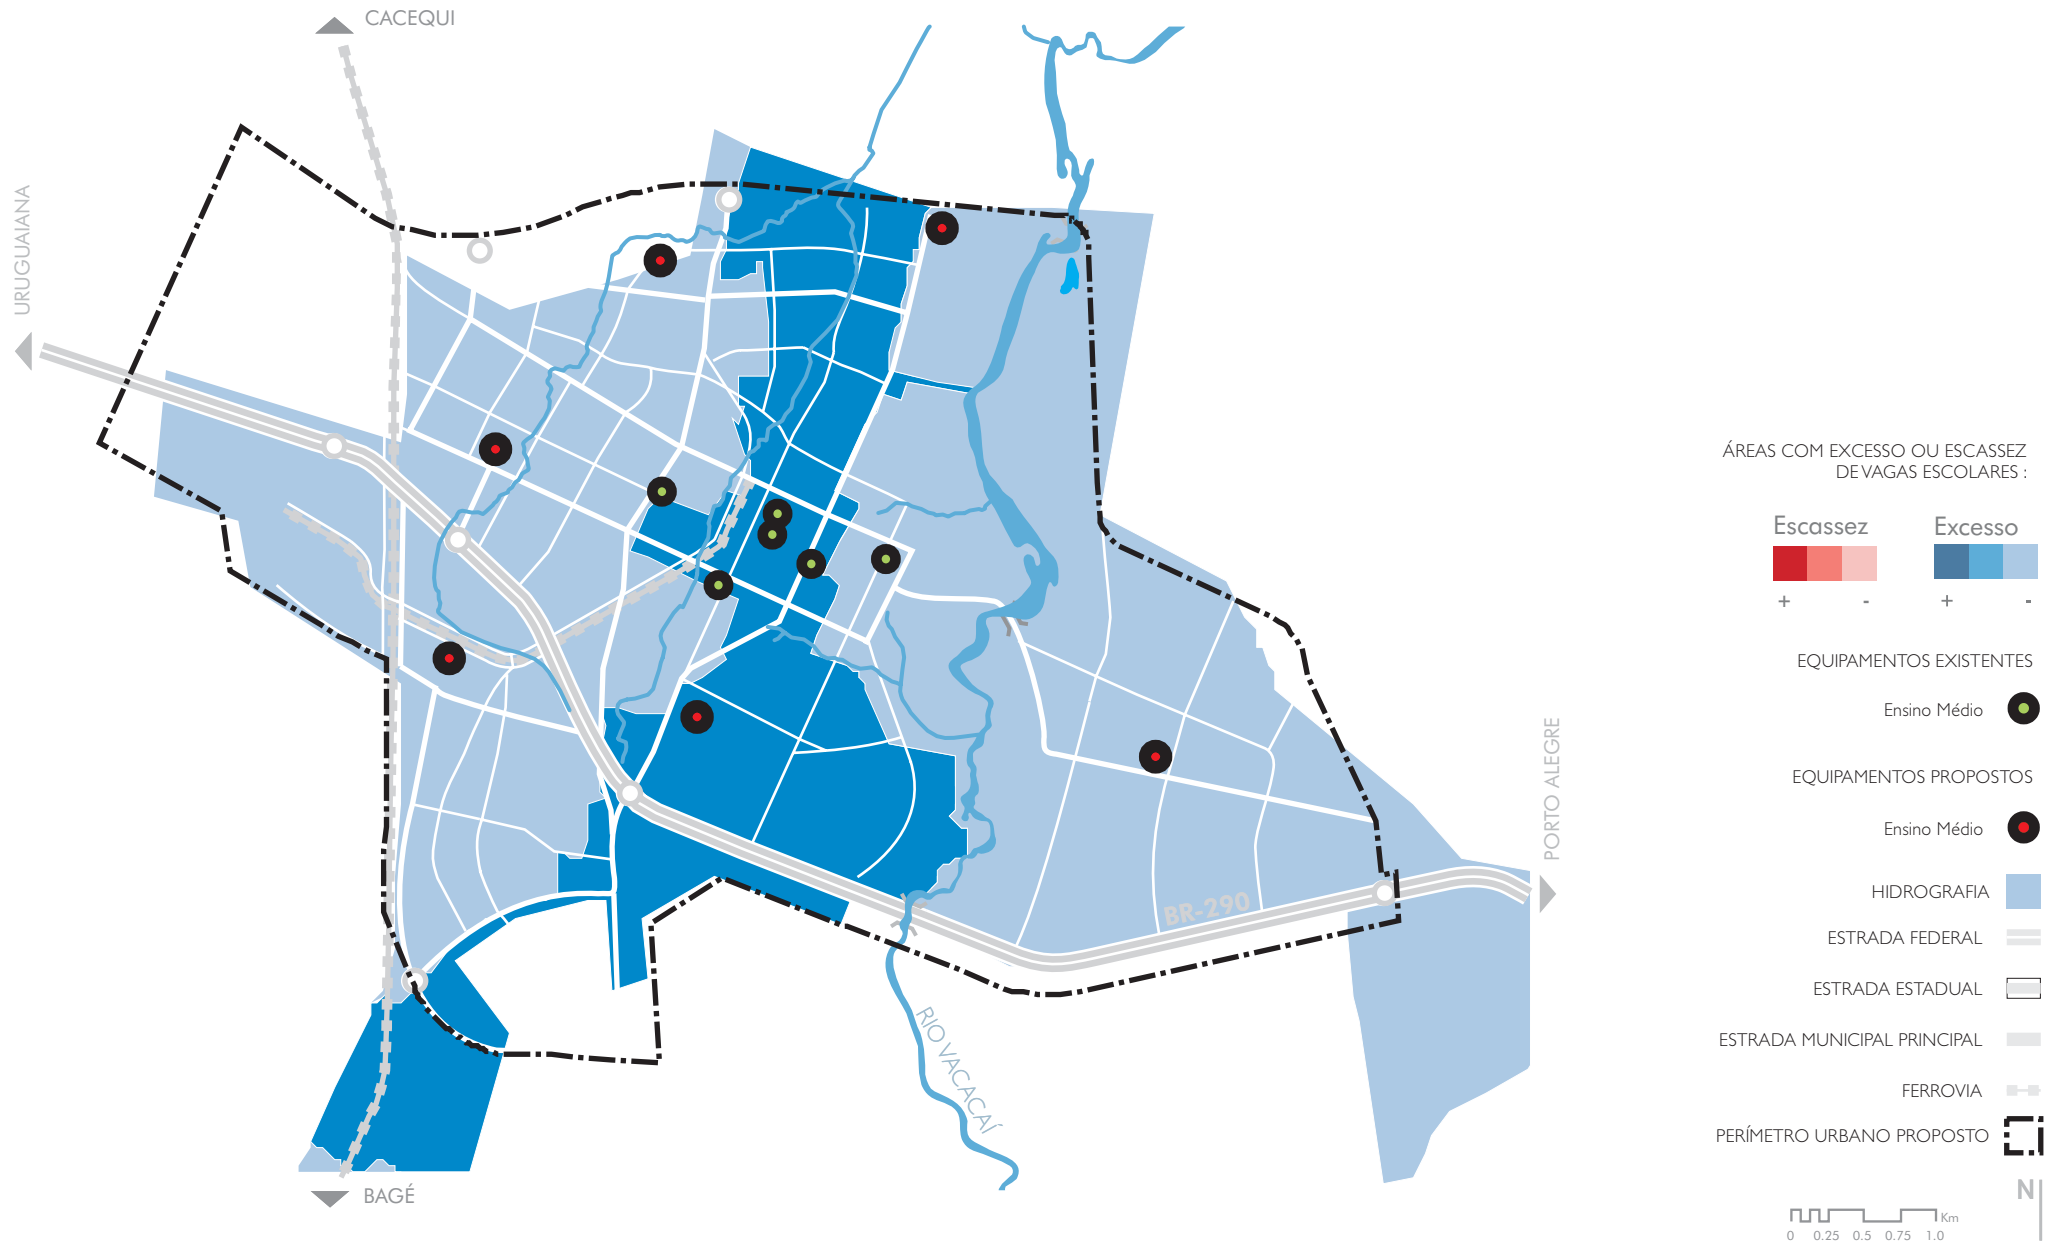 CACEQUI
URUGUAIANA
ÁREAS COM EXCESSO OU ESCASSEZ
DE VAGAS ESCOLARES :
Escassez
Excesso
+ -
+ -
EQUIPAMENTOS EXISTENTES
Ensino Médio
EQUIPAMENTOS PROPOSTOS
Ensino Médio
PORTO ALEGRE
HIDROGRAFIA
BR-290
ESTRADA FEDERAL
ESTRADA ESTADUAL
RIO VACACAÍ
ESTRADA MUNICIPAL PRINCIPAL
FERROVIA
PERÍMETRO URBANO PROPOSTO
BAGÉ
N
Km
0 0.25 0.5 0.75 1.0